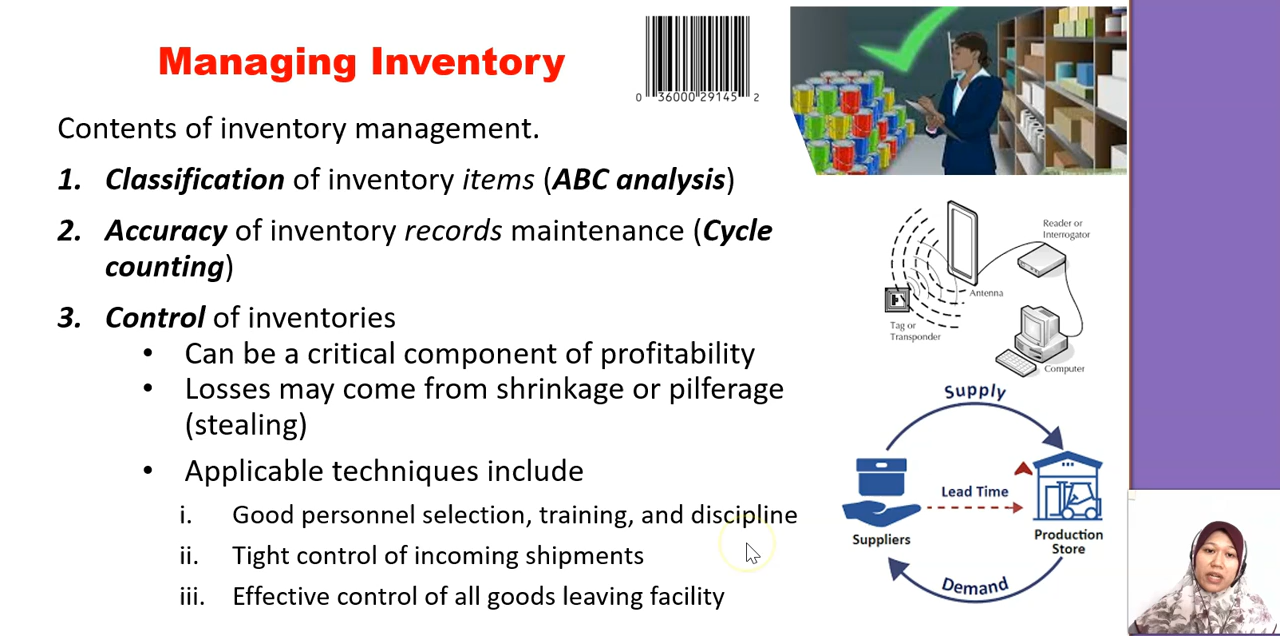 Managing Inventory
0 36000 29145 2
Contents of inventory management.
1. Classification of inventory items (ABC analysis)
2. Accuracy of inventory records maintenance (Cycle
counting)
3. Control of inventories
• Can be a critical component of profitability
• Losses may come from shrinkage or pilferage
(stealing)
• Applicable techniques include
i. Good personnel selection, training, and discipline
ii. Tight control of incoming shipments
iii. Effective control of all goods leaving facility
Reader or
Interrogator
Antenna
Tag or
Transponder
Computer
Supply
Lead Time
Suppliers
Production
Store
Demand